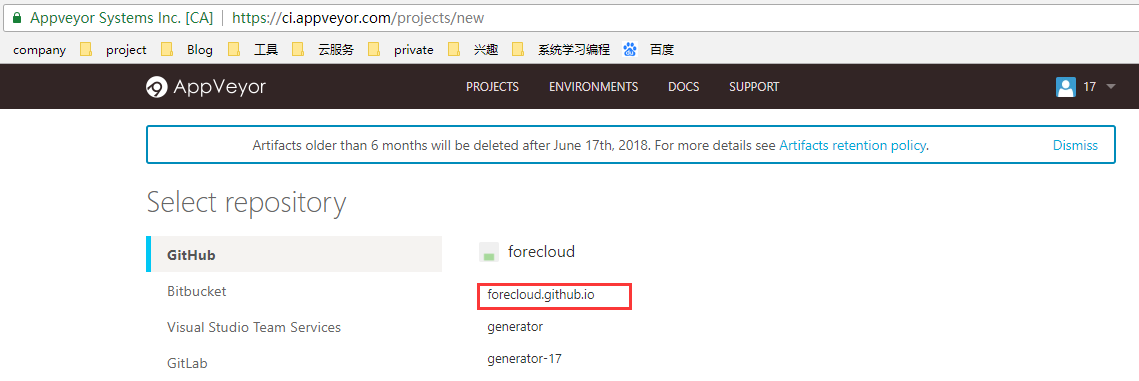 Appveyor Systems Inc. [CA] | https://ci.appveyor.com/projects/new
company project Blog 工具 云服务 private 兴趣 系统学习编程 百度
AppVeyor PROJECTS ENVIRONMENTS DOCS SUPPORT 17
Artifacts older than 6 months will be deleted after June 17th, 2018. For more details see Artifacts retention policy. Dismiss
Select repository
GitHub
Bitbucket
Visual Studio Team Services
GitLab
forecloud
forecloud.github.io
generator
generator-17